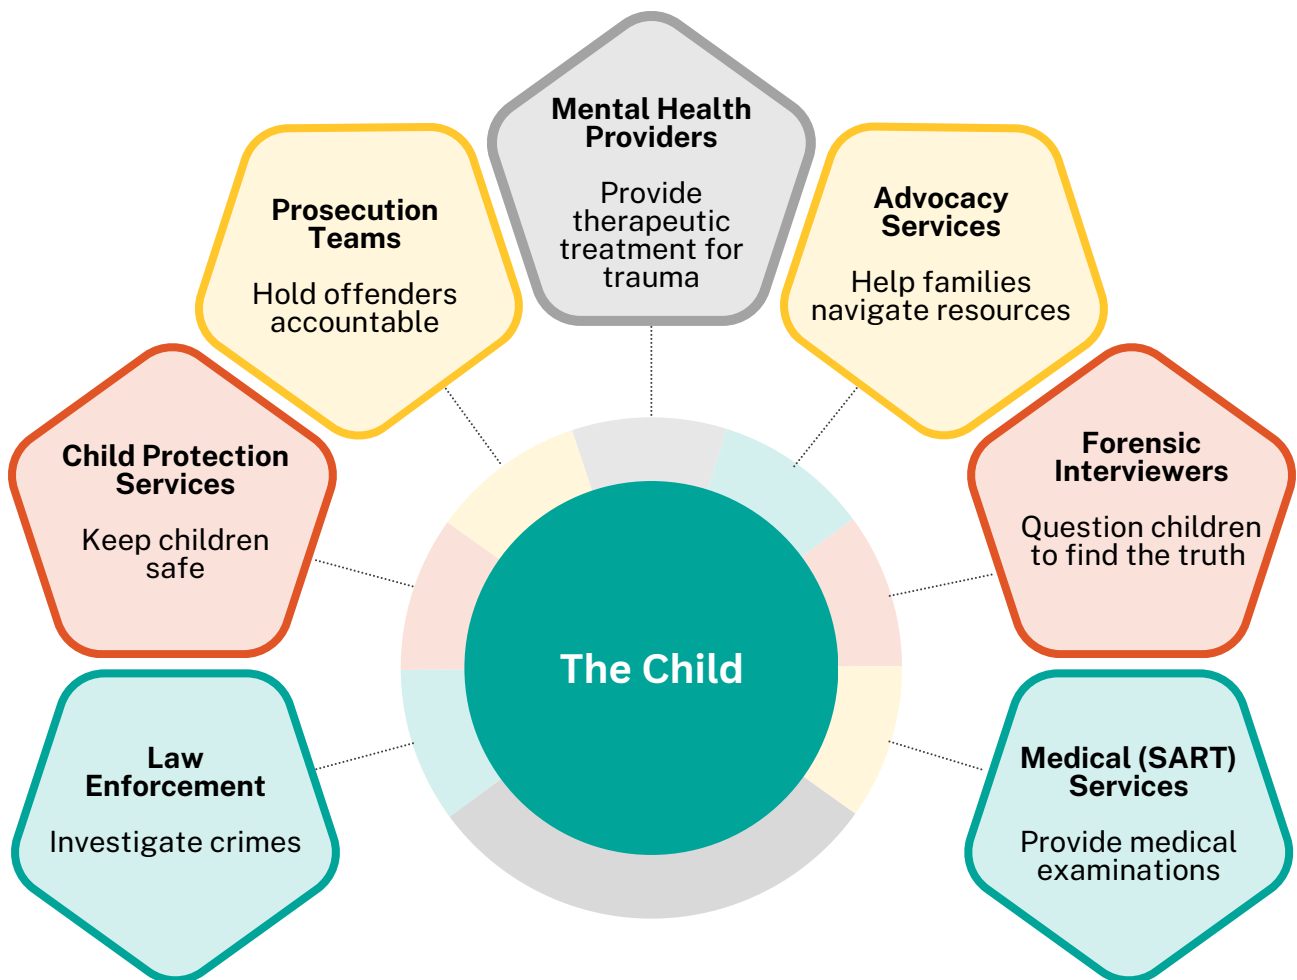 Mental Health
Providers
Provide
therapeutic
treatment for
trauma
Prosecution
Teams
Hold offenders
accountable
Advocacy
Services
Help families
navigate resources
Child Protection
Services
Keep children
safe
Forensic
Interviewers
Question children
to find the truth
The Child
Law
Enforcement
Investigate crimes
Medical (SART)
Services
Provide medical
examinations